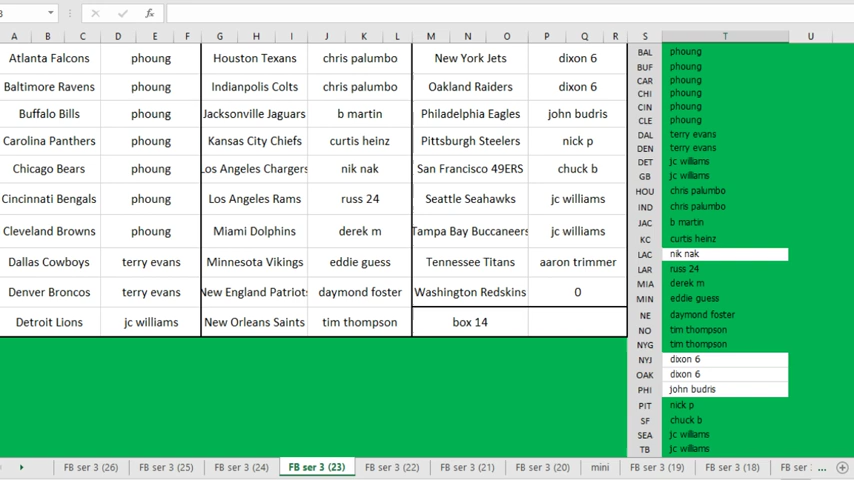 fx
A B C D E F G H I J K L M N O P Q R S T U
Atlanta Falcons phoung Houston Texans chris palumbo New York Jets dixon 6
Baltimore Ravens phoung Indianpolis Colts chris palumbo Oakland Raiders dixon 6
Buffalo Bills phoung Jacksonville Jaguars b martin Philadelphia Eagles john budris
Carolina Panthers phoung Kansas City Chiefs curtis heinz Pittsburgh Steelers nick p
Chicago Bears phoung Los Angeles Chargers nik nak San Francisco 49ERS chuck b
Cincinnati Bengals phoung Los Angeles Rams russ 24 Seattle Seahawks jc williams
Cleveland Browns phoung Miami Dolphins derek m Tampa Bay Buccaneers jc williams
Dallas Cowboys terry evans Minnesota Vikings eddie guess Tennessee Titans aaron trimmer
Denver Broncos terry evans New England Patriots daymond foster Washington Redskins 0
Detroit Lions jc williams New Orleans Saints tim thompson box 14
BAL phoung
BUF phoung
CAR phoung
CHI phoung
CIN phoung
CLE phoung
DAL terry evans
DEN terry evans
DET jc williams
GB jc williams
HOU chris palumbo
IND chris palumbo
JAC b martin
KC curtis heinz
LAC nik nak
LAR russ 24
MIA derek m
MIN eddie guess
NE daymond foster
NO tim thompson
NYG tim thompson
NYJ dixon 6
OAK dixon 6
PHI john budris
PIT nick p
SF chuck b
SEA jc williams
TB jc williams
FB ser 3 (26) FB ser 3 (25) FB ser 3 (24) FB ser 3 (23) FB ser 3 (22) FB ser 3 (21) FB ser 3 (20) mini FB ser 3 (19) FB ser 3 (18) FB ser ...